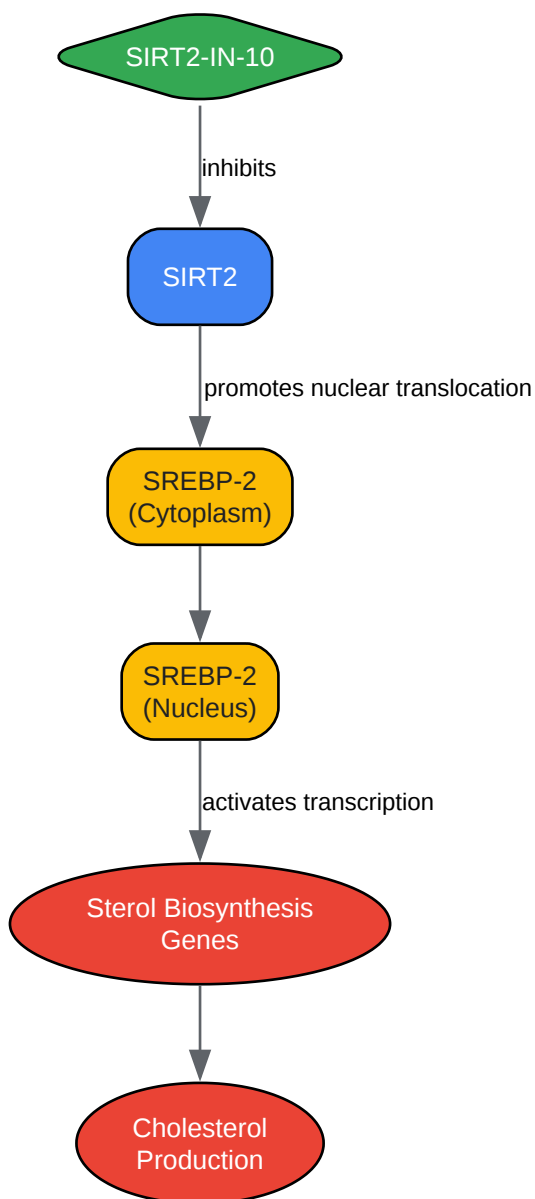 SIRT2-IN-10
inhibits
SIRT2
promotes nuclear translocation
SREBP-2
(Cytoplasm)
SREBP-2
(Nucleus)
activates transcription
Sterol Biosynthesis
Genes
Cholesterol
Production